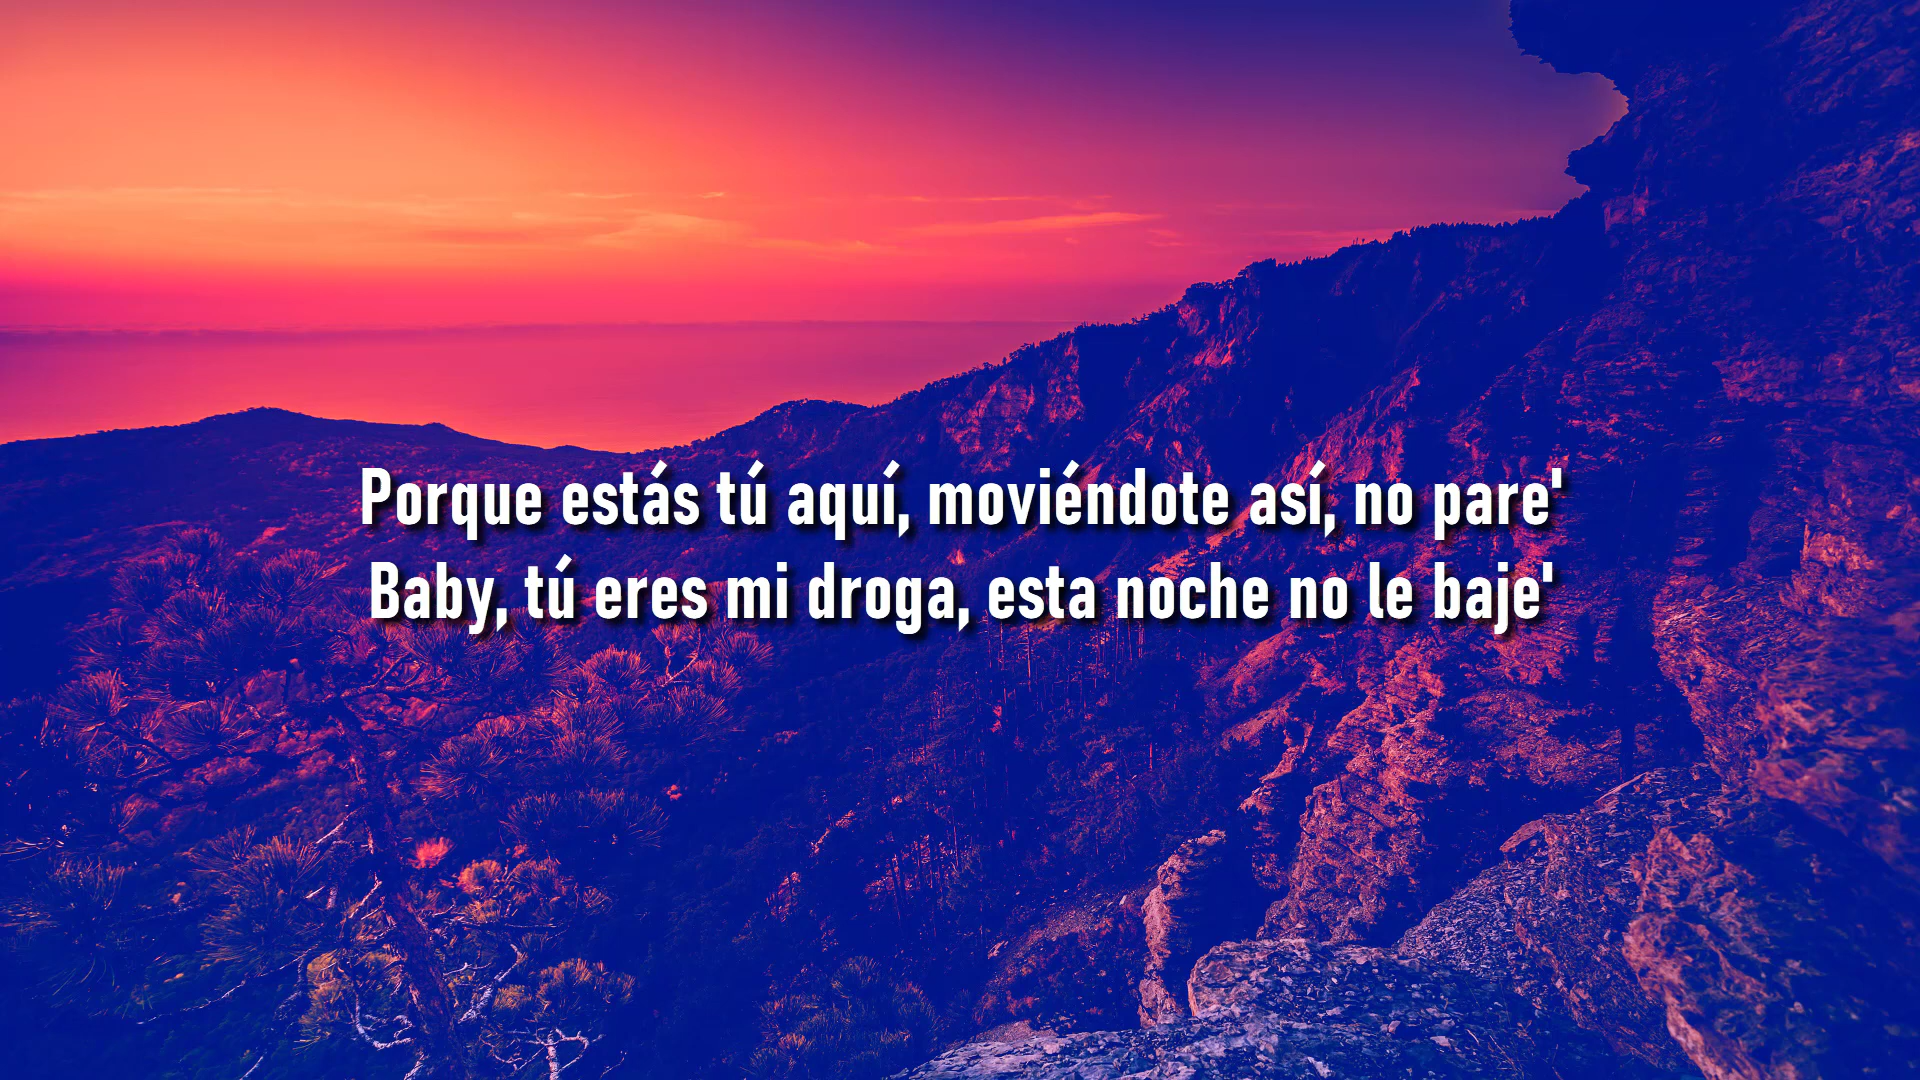 Porque estás tú aquí, moviéndote así, no pare'
Baby, tú eres mi droga, esta noche no le baje'